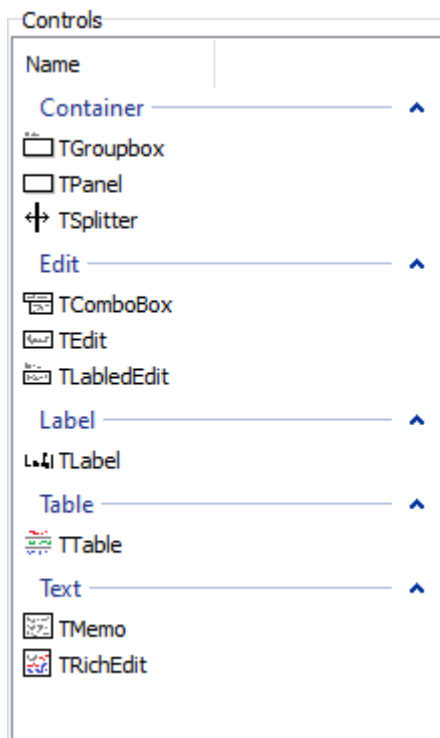 Controls
Name
Container
TGroupbox
TPanel
TSplitter
Edit
TComboBox
TEdit
TLabledEdit
Label
TLabel
Table
TTable
Text
TMemo
TRichEdit